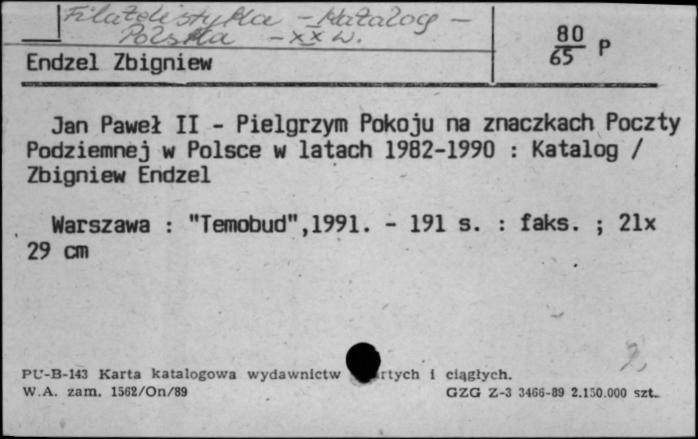 Filatelistyka - Katalog -
Polska - XX w.
80
65 P
Endzel Zbigniew
Jan Paweł II - Pielgrzym Pokoju na znaczkach Poczty
Podziemnej w Polsce w latach 1982-1990 : Katalog /
Zbigniew Endzel
Warszawa : "Temobud",1991. - 191 s. : faks. ; 21x
29 cm
PU-B-143 Karta katalogowa wydawnictw rtych i ciągłych.
W.A. zam. 1562/On/89 GZG Z-3 3466-89 2.150.000 szt.